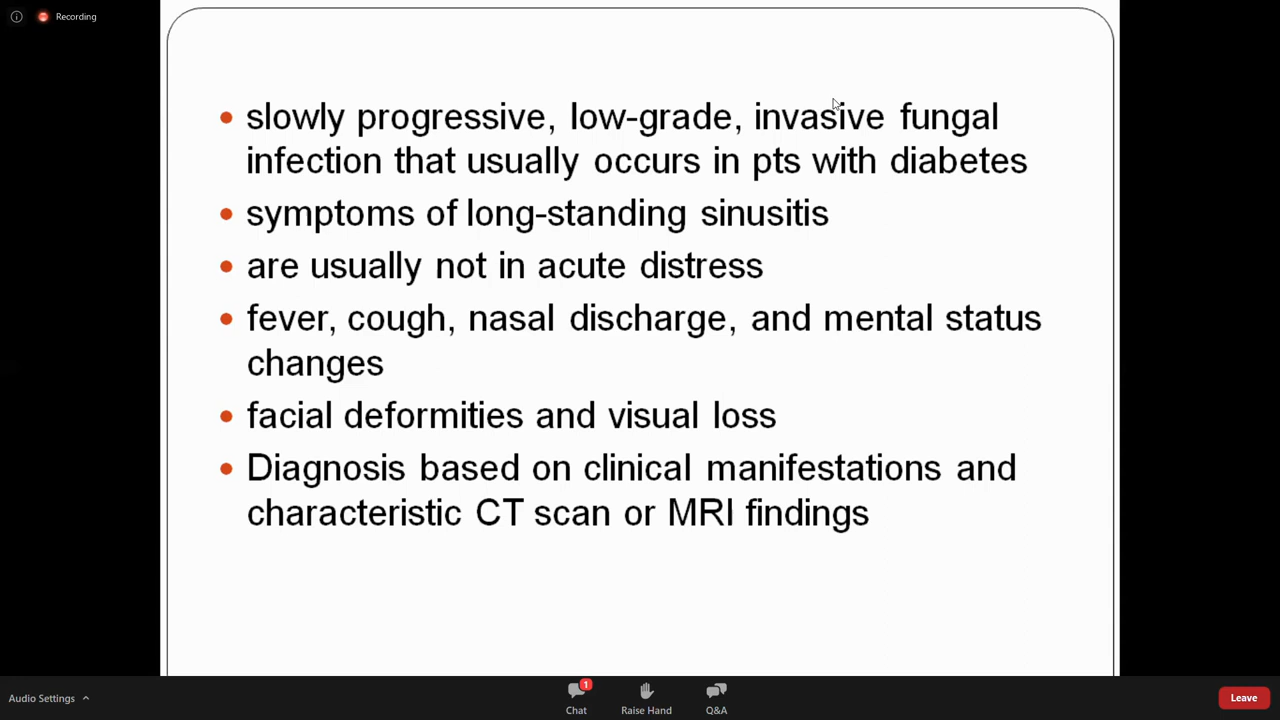 Recording
slowly progressive, low-grade, invasive fungal
infection that usually occurs in pts with diabetes
symptoms of long-standing sinusitis
are usually not in acute distress
fever, cough, nasal discharge, and mental status
changes
facial deformities and visual loss
Diagnosis based on clinical manifestations and
characteristic CT scan or MRI findings
Audio Settings
1
Chat
Raise Hand
Q&A
Leave